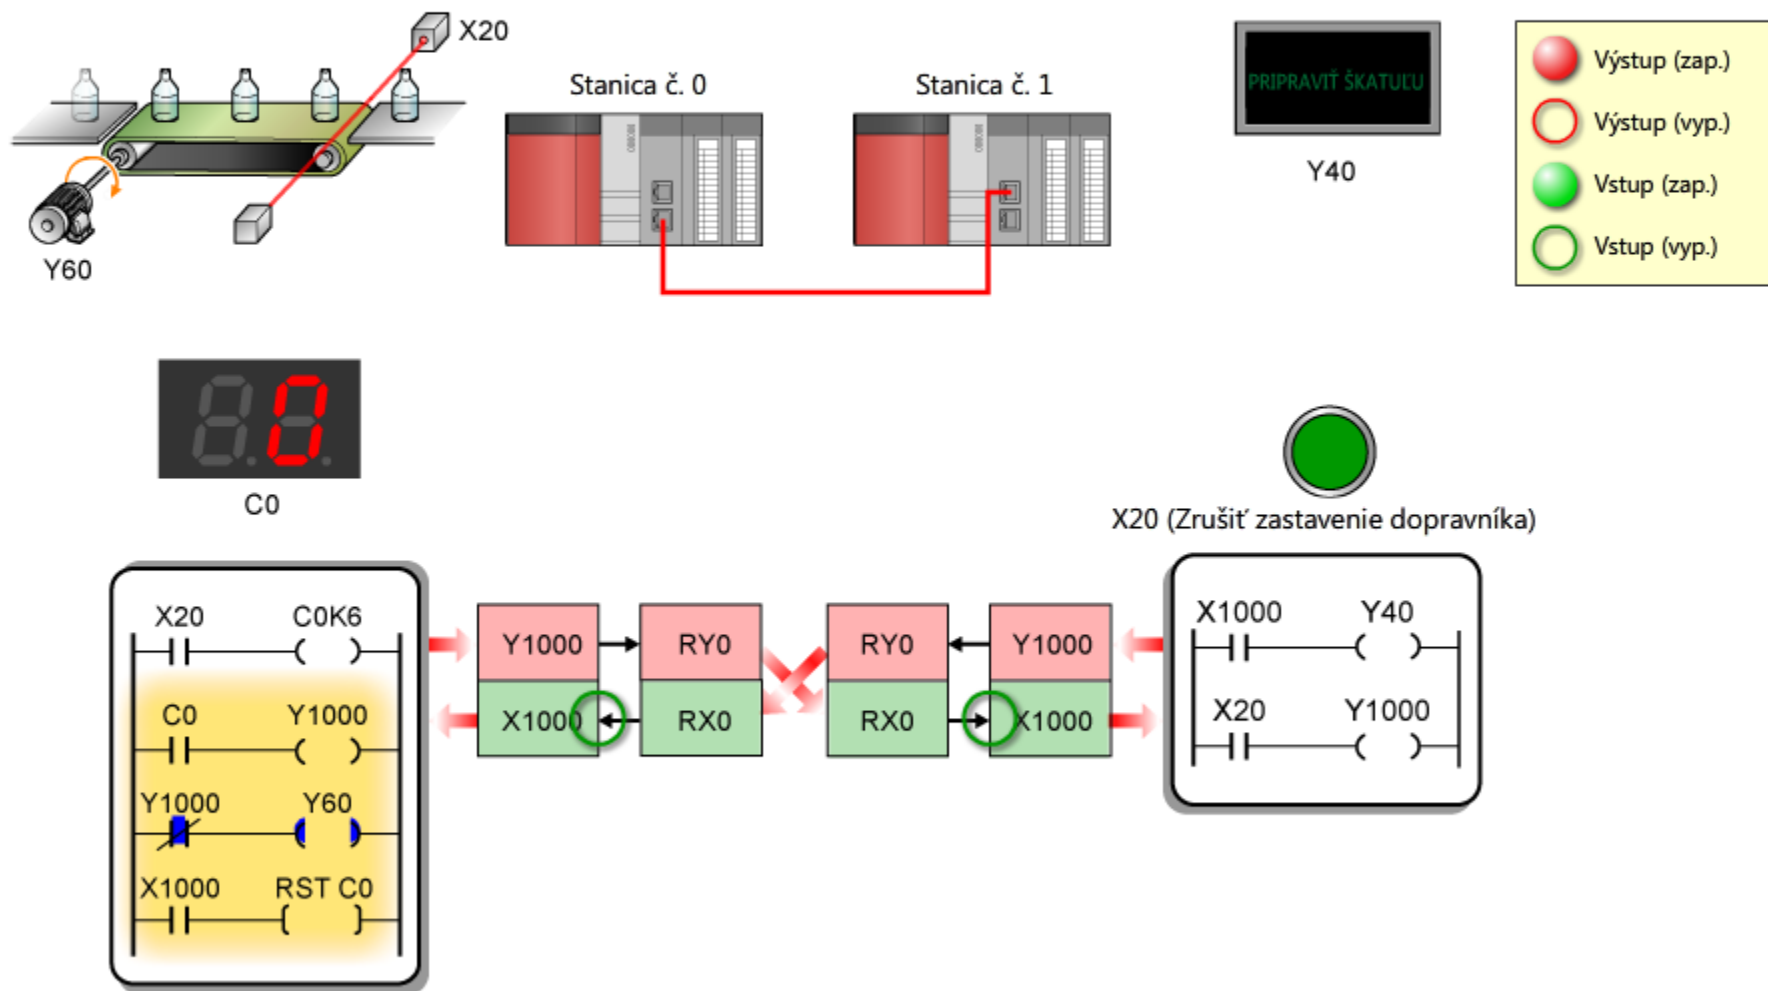 X20
Y60
Stanica č. 0
Stanica č. 1
PRIPRAVIŤ ŠKATUĽU
Y40
Výstup (zap.)
Výstup (vyp.)
Vstup (zap.)
Vstup (vyp.)
0
C0
X20 (Zrušiť zastavenie dopravníka)
X20 C0K6
C0 Y1000
Y1000 Y60
X1000 RST C0
Y1000 RY0 RY0 Y1000
X1000 RX0 RX0 X1000
X1000 Y40
X20 Y1000